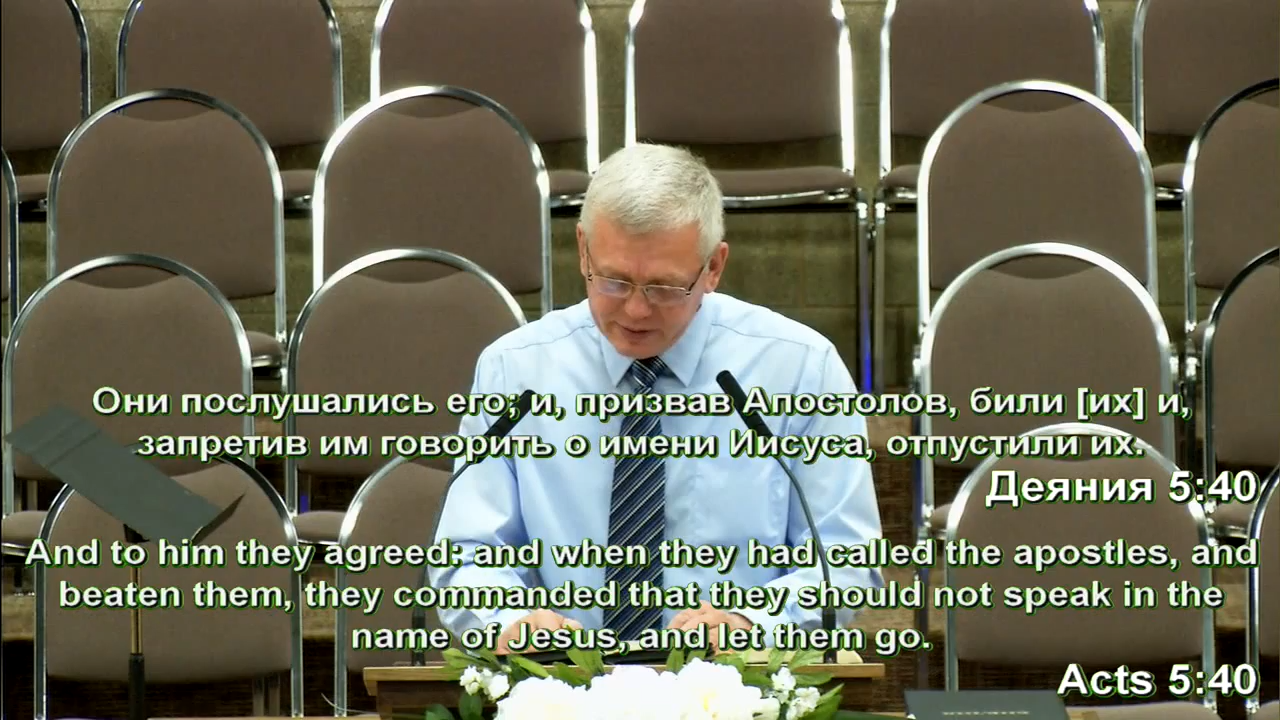 Они послушались его; и, призвав Апостолов, били [их] и,
запретив им говорить о имени Иисуса, отпустили их.
Деяния 5:40
And to him they agreed: and when they had called the apostles, and
beaten them, they commanded that they should not speak in the
name of Jesus, and let them go.
Acts 5:40